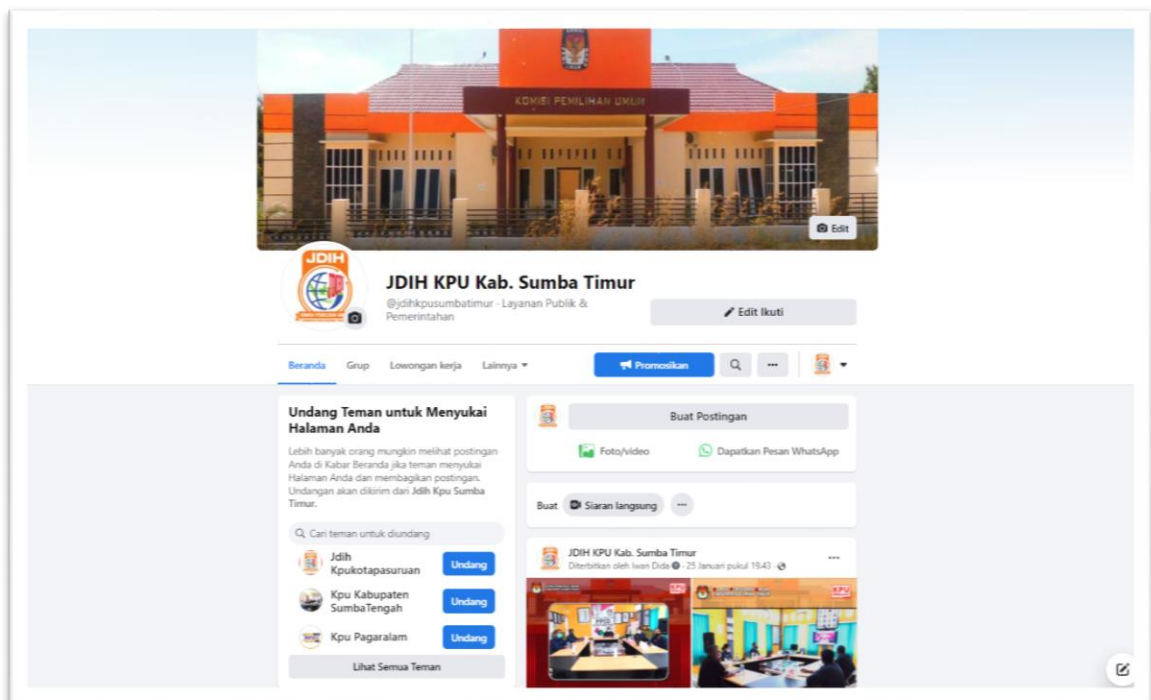 KOMISI PEMILIHAN UMUM
Edit
JDIH
JDIH KPU Kab. Sumba Timur
@jdihkpusumbatimur · Layanan Publik &
Pemerintahan
Edit Ikuti
Beranda
Grup
Lowongan kerja
Lainnya
Promosikan
Undang Teman untuk Menyukai
Halaman Anda
Lebih banyak orang mungkin melihat postingan
Anda di Kabar Beranda jika teman menyukai
Halaman Anda dan membagikan postingan.
Undangan akan dikirim dari Jdih Kpu Sumba
Timur.
Cari teman untuk diundang
Jdih
Kpukotapasuruan
Undang
Kpu Kabupaten
SumbaTengah
Undang
Kpu Pagaralam
Undang
Lihat Semua Teman
Buat Postingan
Foto/video
Dapatkan Pesan WhatsApp
Buat
Siaran langsung
JDIH KPU Kab. Sumba Timur
Diterbitkan oleh Iwan Dida · 25 Januari pukul 19.43 ·
KPU
KPU